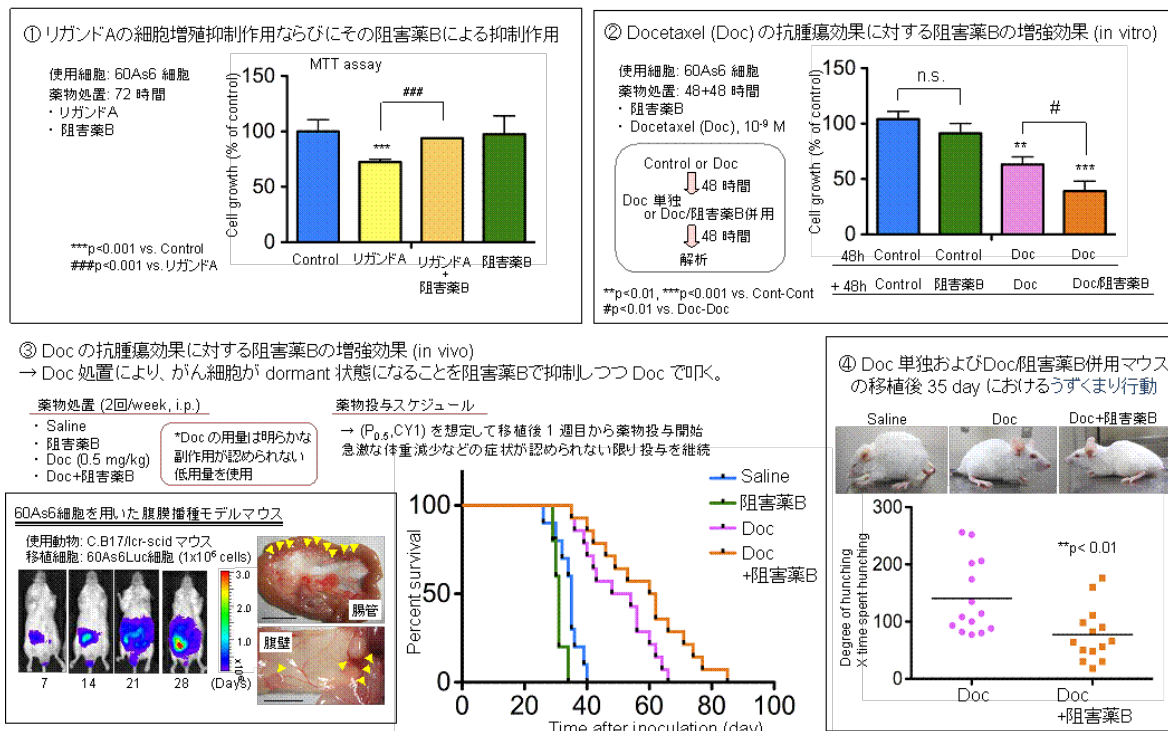 ① リガンドAの細胞増殖抑制作用ならびにその阻害薬Bによる抑制作用
使用細胞: 60As6 細胞
薬物処置: 72 時間
・ リガンドA
・ 阻害薬B
MTT assay
Cell growth (% of control)
150
100
50
0
***
###
Control
リガンドA
リガンドA
+
阻害薬B
阻害薬B
***p<0.001 vs. Control
###p<0.001 vs.リガンドA
② Docetaxel (Doc) の抗腫瘍効果に対する阻害薬Bの増強効果 (in vitro)
使用細胞: 60As6 細胞
薬物処置: 48+48 時間
・ 阻害薬B
・ Docetaxel (Doc), 10⁻⁹ M
Control or Doc
48 時間
Doc 単独
or Doc/阻害薬B併用
48 時間
解析
Cell growth (% of control)
150
100
50
0
n.s.
#
**
***
48h Control Control Doc Doc
+ 48h Control 阻害薬B Doc Doc/阻害薬B
**p<0.01, ***p<0.001 vs. Cont-Cont
#p<0.01 vs. Doc-Doc
③ Doc の抗腫瘍効果に対する阻害薬Bの増強効果 (in vivo)
→ Doc 処置により、がん細胞が dormant 状態になることを阻害薬Bで抑制しつつ Doc で叩く。
薬物処置 (2回/week, i.p.)
・ Saline
・ 阻害薬B
・ Doc (0.5 mg/kg)
・ Doc+阻害薬B
*Doc の用量は明らかな
副作用が認められない
低用量を使用
薬物投与スケジュール
→ (P₀.₅,CY1) を想定して移植後 1 週目から薬物投与開始
急激な体重減少などの症状が認められない限り投与を継続
60As6細胞を用いた腹膜播種モデルマウス
使用動物: C.B17/Icr-scid マウス
移植細胞: 60As6Luc細胞 (1x10⁶ cells)
3.0
2.0
1.0
x10⁶
7 14 21 28 (Days)
腸管
腹壁
Percent survival
100
50
0
0 20 40 60 80 100
Time after inoculation (day)
Saline
阻害薬B
Doc
Doc
+阻害薬B
④ Doc 単独およびDoc/阻害薬B併用マウス
の移植後 35 day におけるうずくまり行動
Saline Doc Doc+阻害薬B
Degree of hunching
X time spent hunching
300
200
100
0
**p< 0.01
Doc
Doc
+阻害薬B